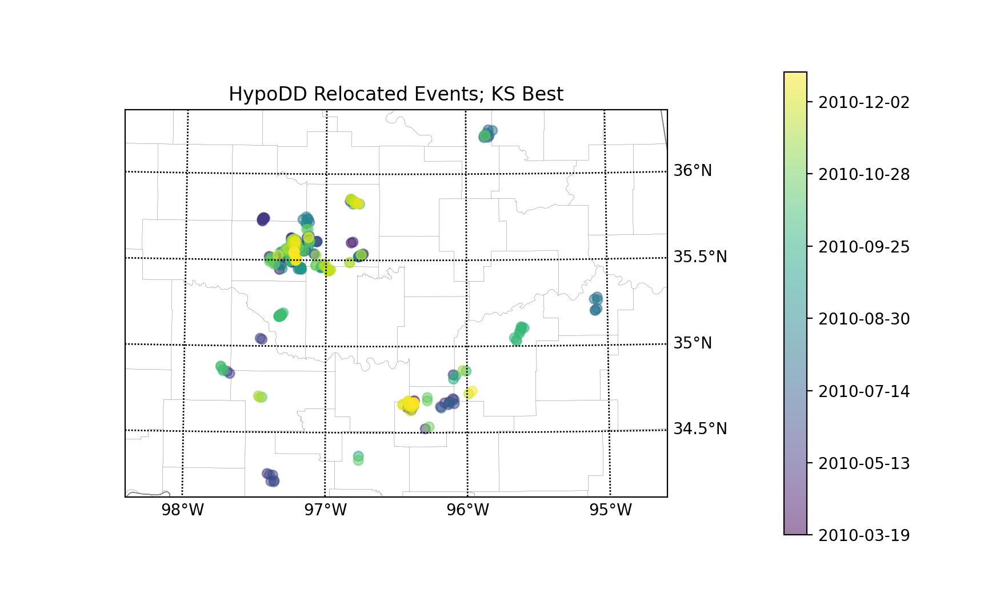 HypoDD Relocated Events; KS Best
36°N
35.5°N
35°N
34.5°N
98°W
97°W
96°W
95°W
2010-12-02
2010-10-28
2010-09-25
2010-08-30
2010-07-14
2010-05-13
2010-03-19